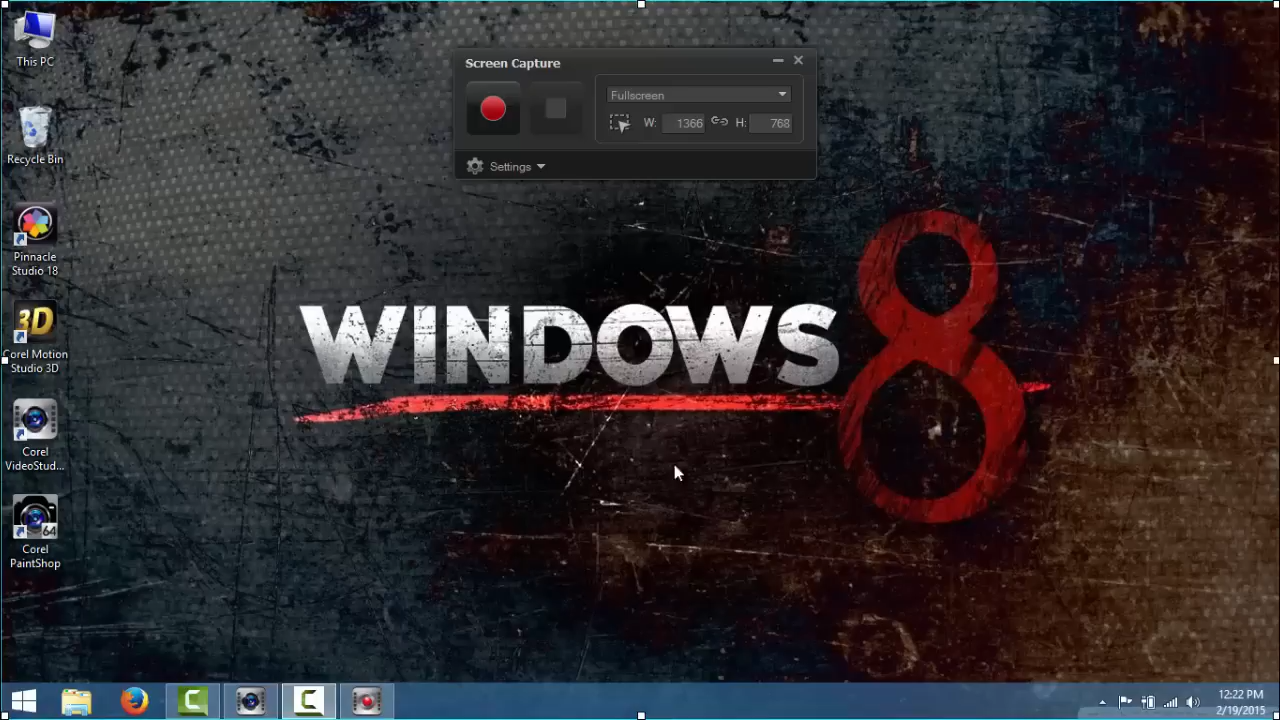 This PC
Recycle Bin
Pinnacle
Studio 18
3D
Corel Motion
Studio 3D
Corel
VideoStud...
64
Corel
PaintShop
Screen Capture
Fullscreen
W: 1366 H: 768
Settings
WINDOWS 8
12:22 PM
2/19/2015